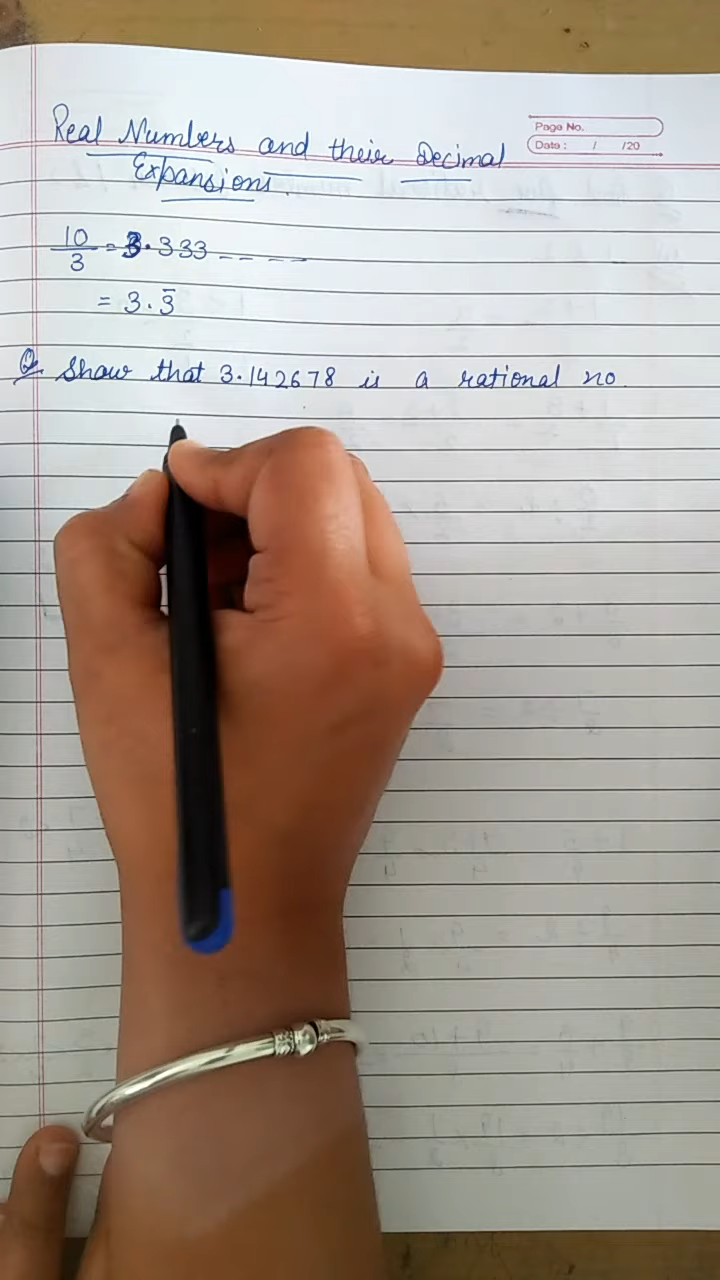 Real Numbers and their Decimal
Expansions.
Page No.
Date : / /20
10/3 = 3.333 -----
= 3.3̅
Q. Show that 3.142678 is a rational no.